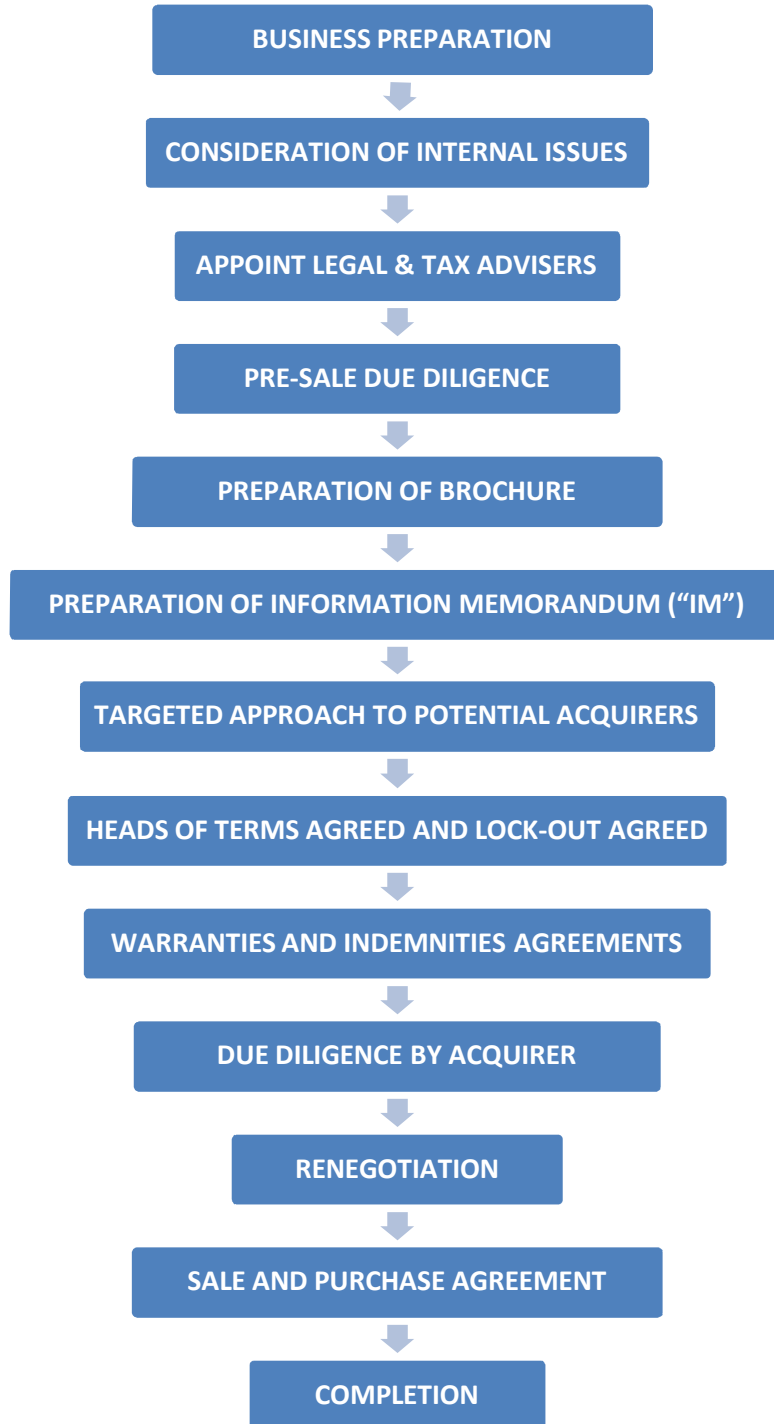 BUSINESS PREPARATION
CONSIDERATION OF INTERNAL ISSUES
APPOINT LEGAL & TAX ADVISERS
PRE-SALE DUE DILIGENCE
PREPARATION OF BROCHURE
PREPARATION OF INFORMATION MEMORANDUM (“IM”)
TARGETED APPROACH TO POTENTIAL ACQUIRERS
HEADS OF TERMS AGREED AND LOCK-OUT AGREED
WARRANTIES AND INDEMNITIES AGREEMENTS
DUE DILIGENCE BY ACQUIRER
RENEGOTIATION
SALE AND PURCHASE AGREEMENT
COMPLETION